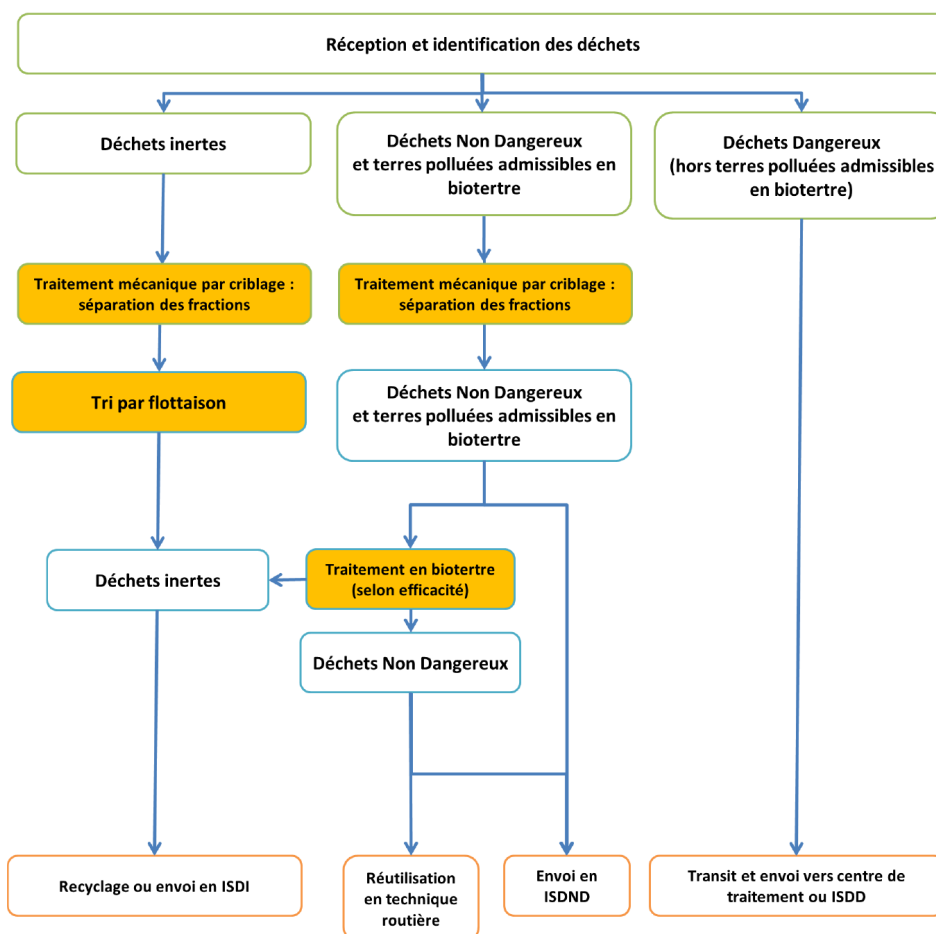 Réception et identification des déchets
Déchets inertes
Déchets Non Dangereux
et terres polluées admissibles en
biotertre
Déchets Dangereux
(hors terres polluées admissibles
en biotertre)
Traitement mécanique par criblage :
séparation des fractions
Traitement mécanique par criblage :
séparation des fractions
Tri par flottaison
Déchets Non Dangereux
et terres polluées admissibles en
biotertre
Déchets inertes
Traitement en biotertre
(selon efficacité)
Déchets Non Dangereux
Recyclage ou envoi en ISDI
Réutilisation
en technique
routière
Envoi en
ISDND
Transit et envoi vers centre de
traitement ou ISDD